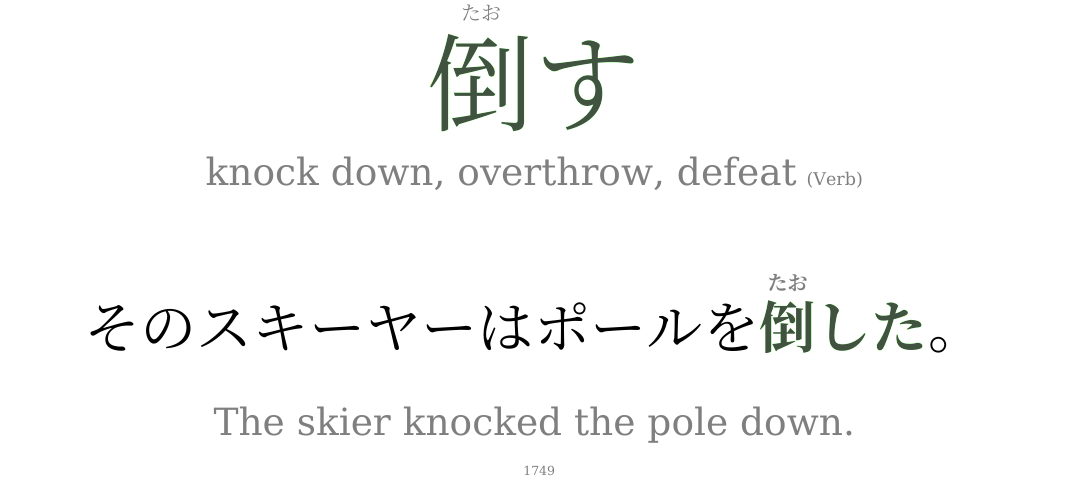 たお
倒す
knock down, overthrow, defeat (Verb)
たお
そのスキーヤーはポールを倒した。
The skier knocked the pole down.
1749